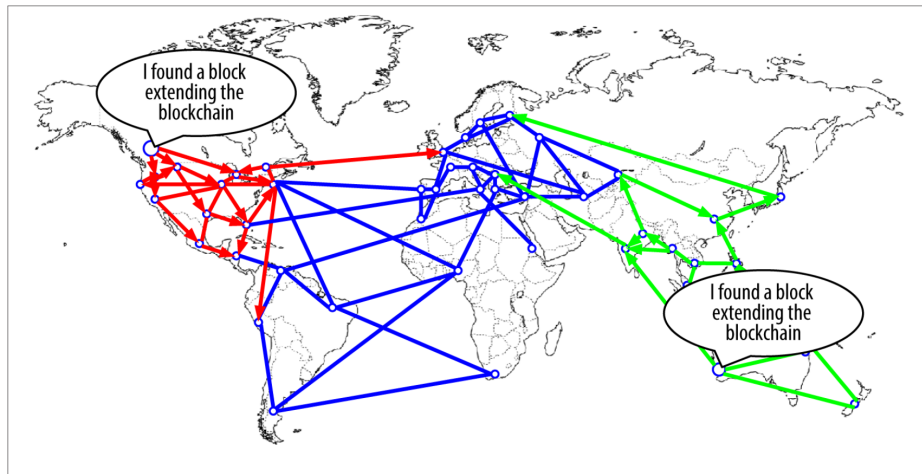 I found a block
extending the
blockchain
I found a block
extending the
blockchain